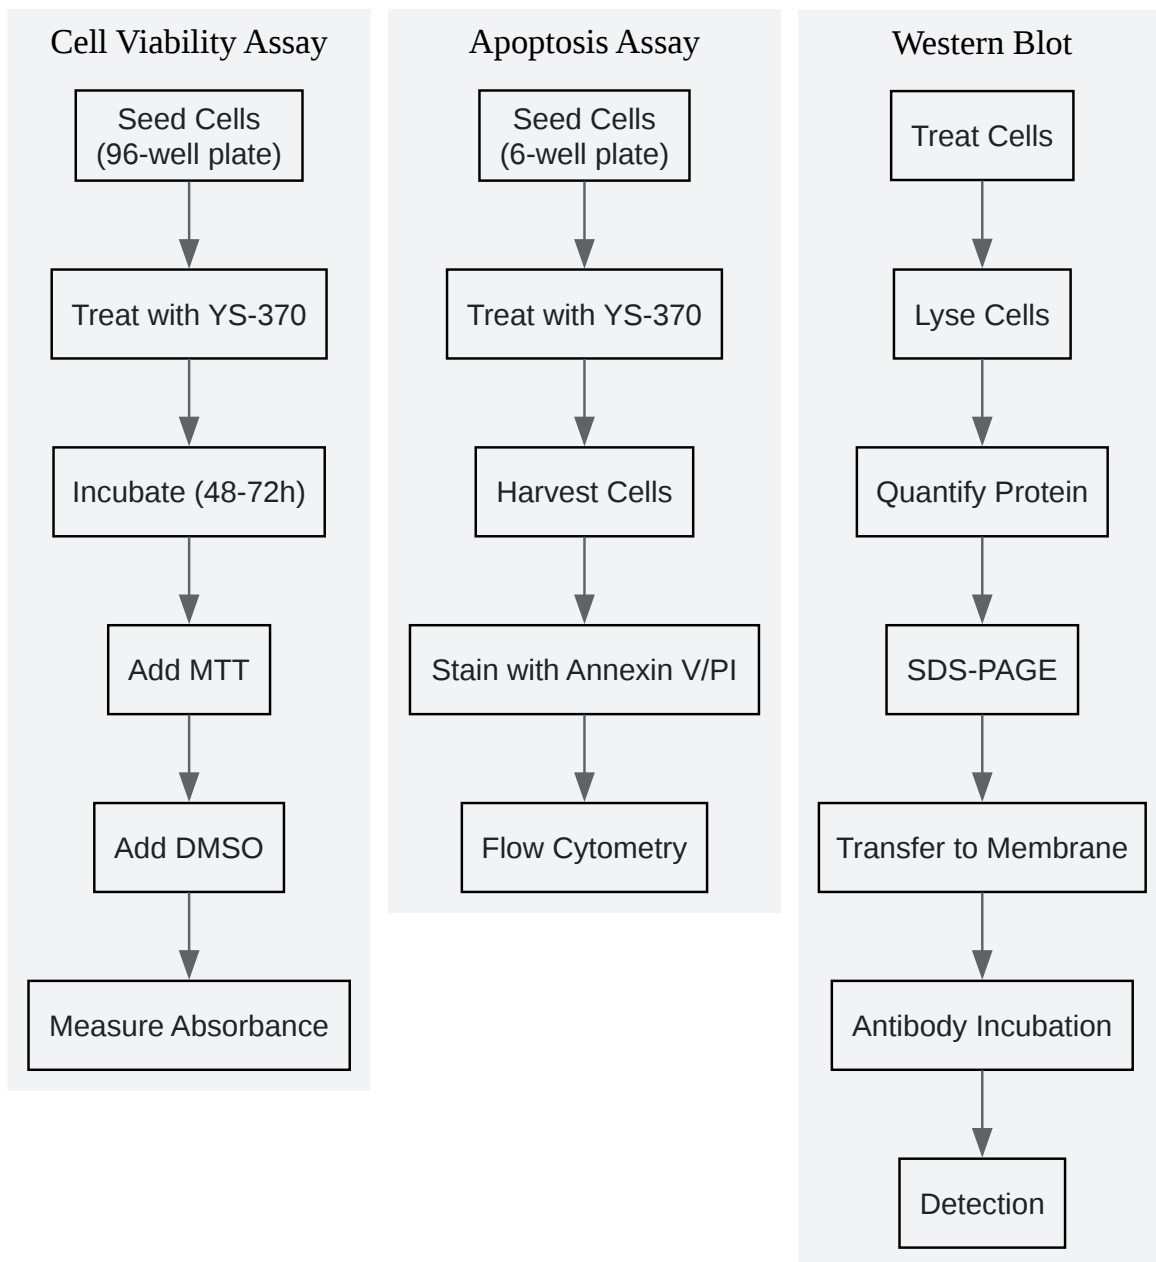 Cell Viability Assay
Seed Cells
(96-well plate)
Treat with YS-370
Incubate (48-72h)
Add MTT
Add DMSO
Measure Absorbance
Apoptosis Assay
Seed Cells
(6-well plate)
Treat with YS-370
Harvest Cells
Stain with Annexin V/PI
Flow Cytometry
Western Blot
Treat Cells
Lyse Cells
Quantify Protein
SDS-PAGE
Transfer to Membrane
Antibody Incubation
Detection